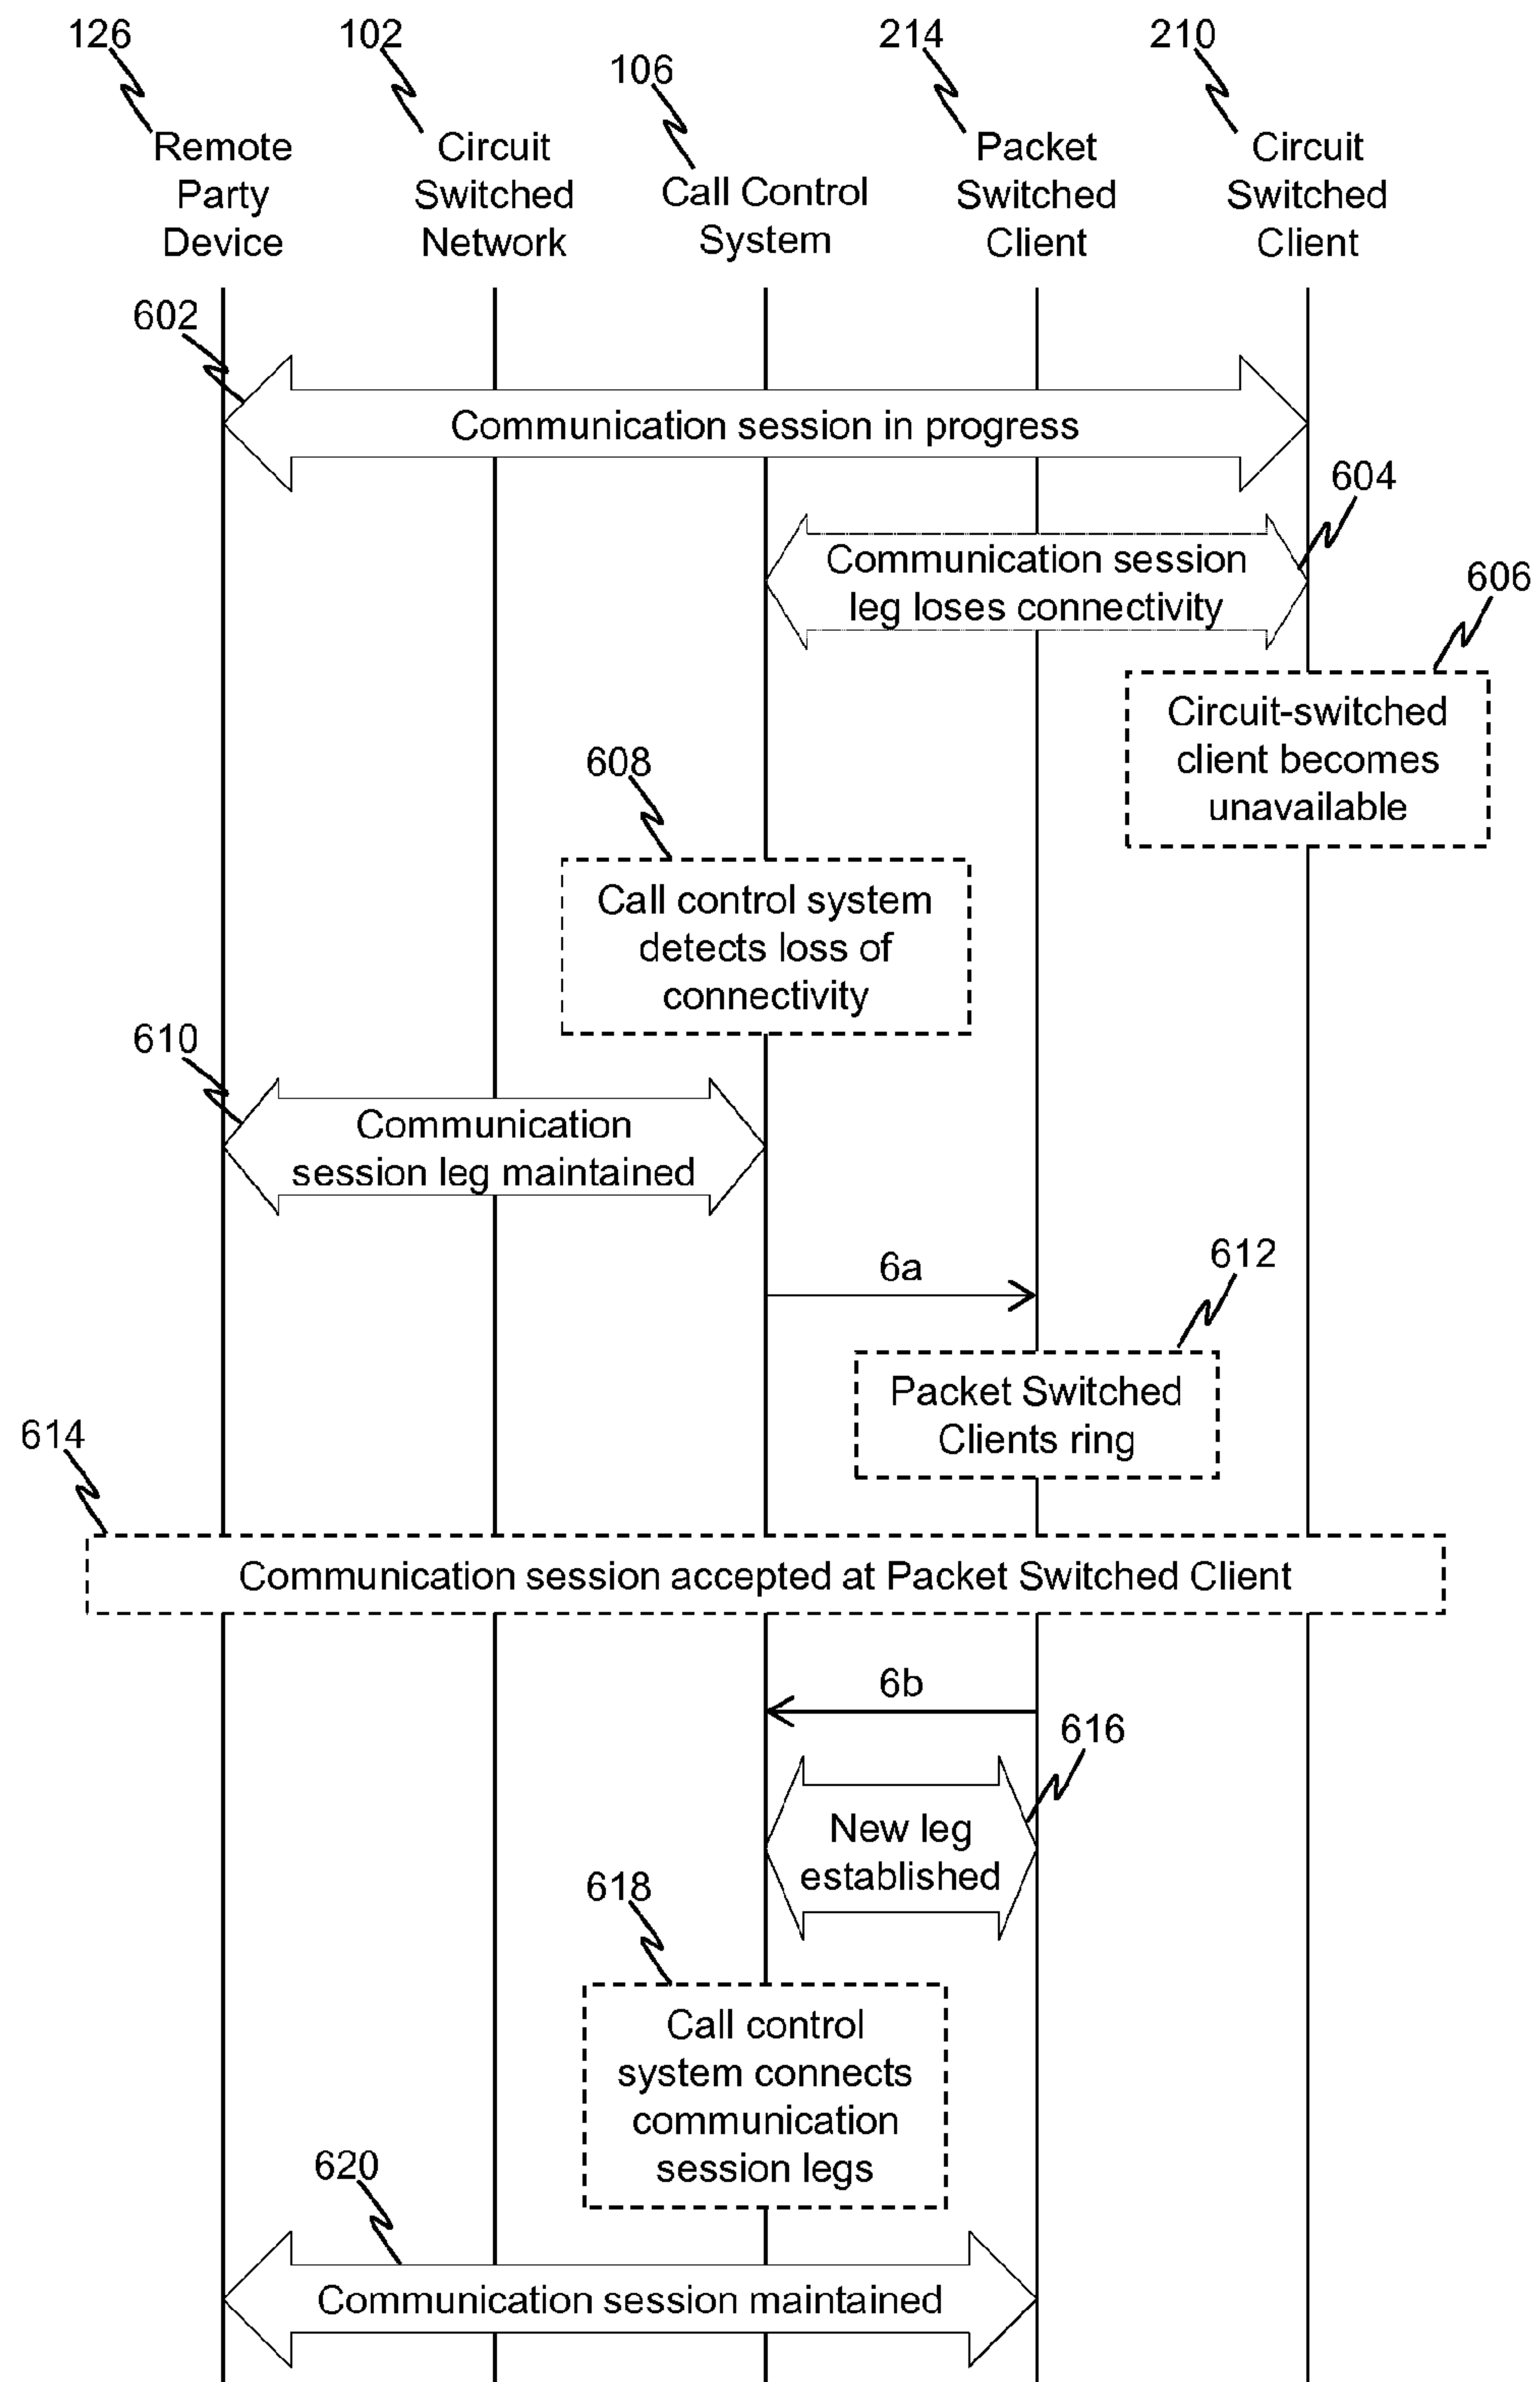 126
102
106
214
210
Remote
Party
Device
Circuit
Switched
Network
Call Control
System
Packet
Switched
Client
Circuit
Switched
Client
602
Communication session in progress
604
Communication session
leg loses connectivity
606
Circuit-switched
client becomes
unavailable
608
Call control system
detects loss of
connectivity
610
Communication
session leg maintained
6a
612
Packet Switched
Clients ring
614
Communication session accepted at Packet Switched Client
6b
616
New leg
established
618
Call control
system connects
communication
session legs
620
Communication session maintained